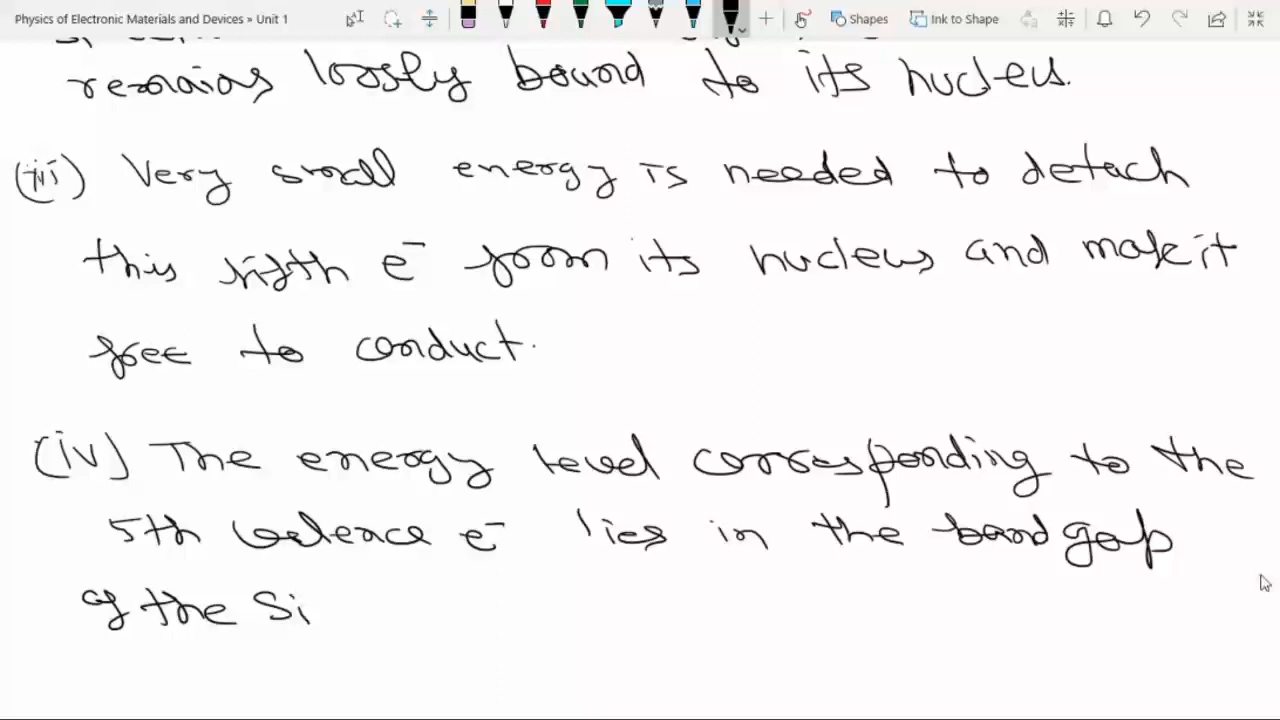 Physics of Electronic Materials and Devices » Unit 1
Shapes
Ink to Shape
remains loosly bound to its nucleus.
(iii) Very small energy is needed to detach
this fifth e⁻ from its nucleus and make it
free to conduct.
(iv) The energy level corresponding to the
5th valence e⁻ lies in the band gap
of the Si